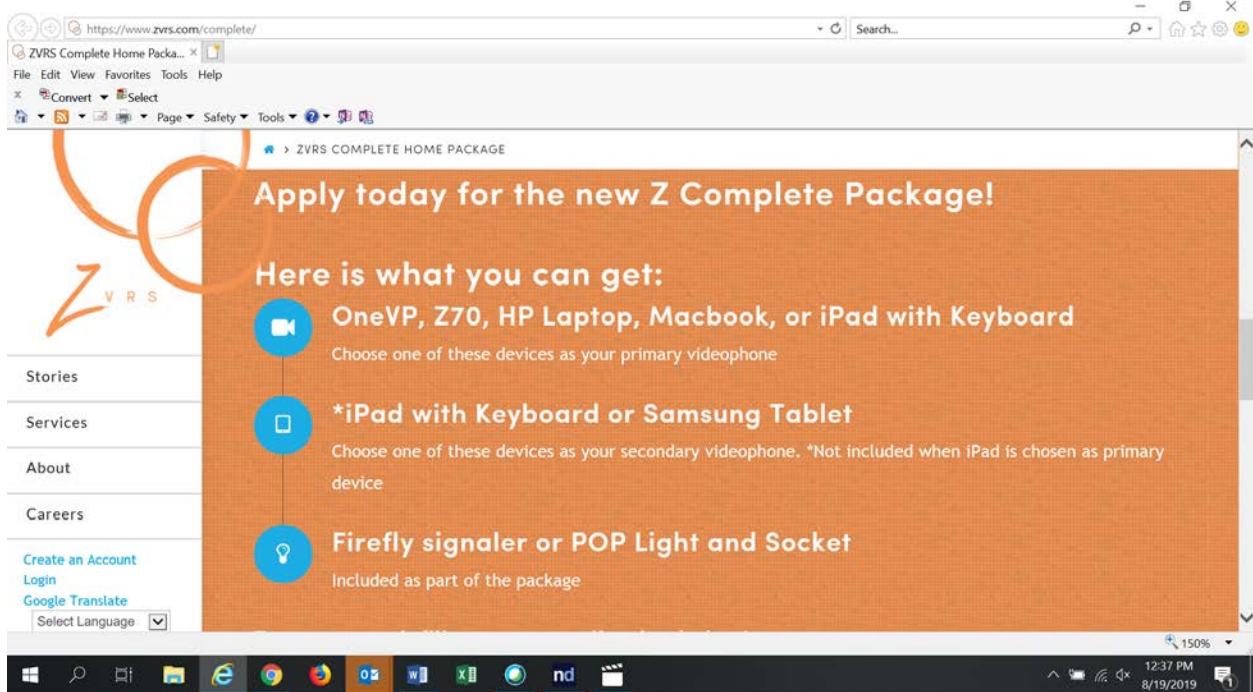 https://www.zvrs.com/complete/
Search...
ZVRS Complete Home Packa...
File Edit View Favorites Tools Help
x Convert Select
Page Safety Tools
> ZVRS COMPLETE HOME PACKAGE
Apply today for the new Z Complete Package!
Here is what you can get:
OneVP, Z70, HP Laptop, Macbook, or iPad with Keyboard
Choose one of these devices as your primary videophone
*iPad with Keyboard or Samsung Tablet
Choose one of these devices as your secondary videophone. *Not included when iPad is chosen as primary
device
Firefly signaler or POP Light and Socket
Included as part of the package
Z
VRS
Stories
Services
About
Careers
Create an Account
Login
Google Translate
Select Language
150%
nd
12:37 PM
8/19/2019